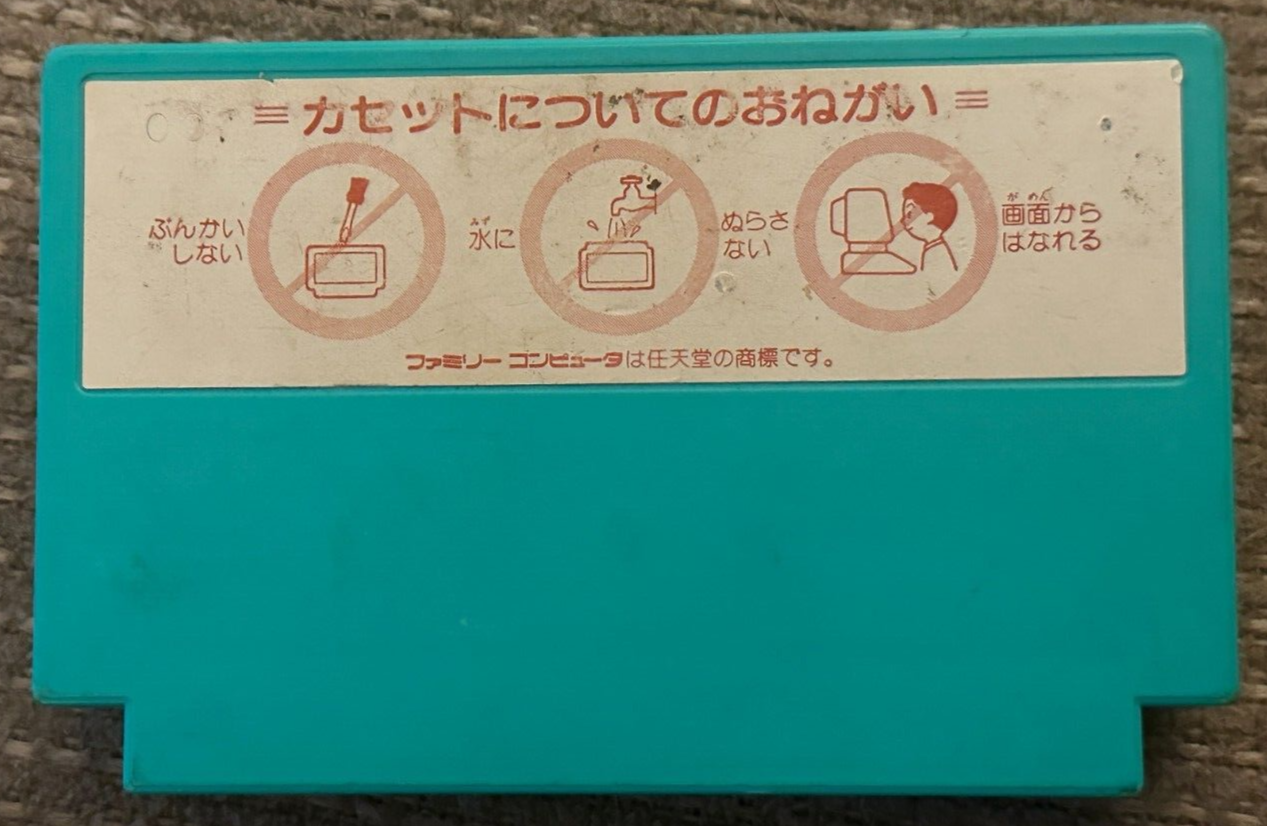 カセットについてのおねがい
ぶんかい
しない
みず
水に
ぬらさ
ない
が めん
画面から
はなれる
ファミリー コンピュータは任天堂の商標です。